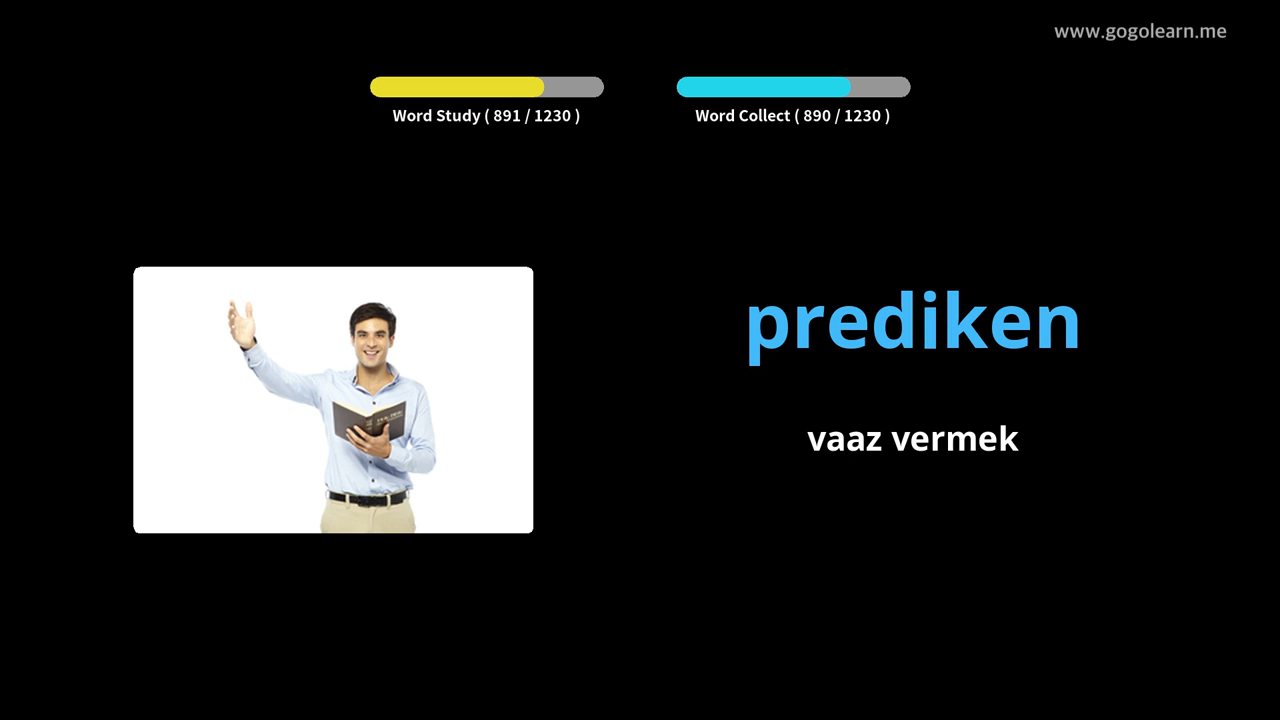 www.gogolearn.me
Word Study ( 891 / 1230 )
Word Collect ( 890 / 1230 )
prediken
vaaz vermek